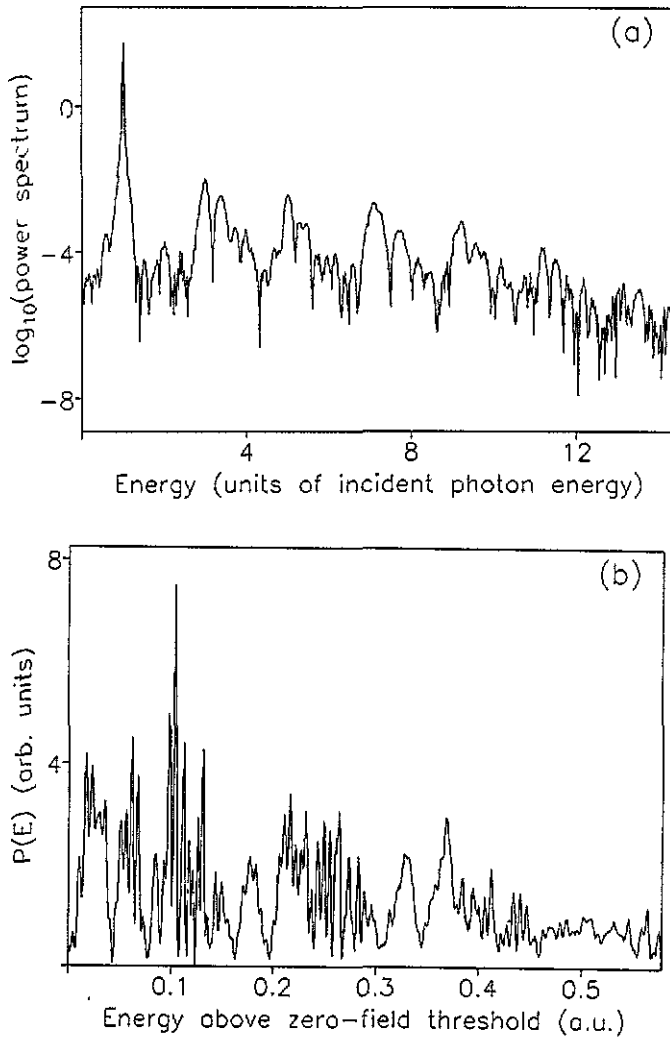 (a)
log10(power spectrum)
0
−4
−8
4
8
12
Energy (units of incident photon energy)
(b)
P(E) (arb. units)
8
4
0.1
0.2
0.3
0.4
0.5
Energy above zero−field threshold (a.u.)